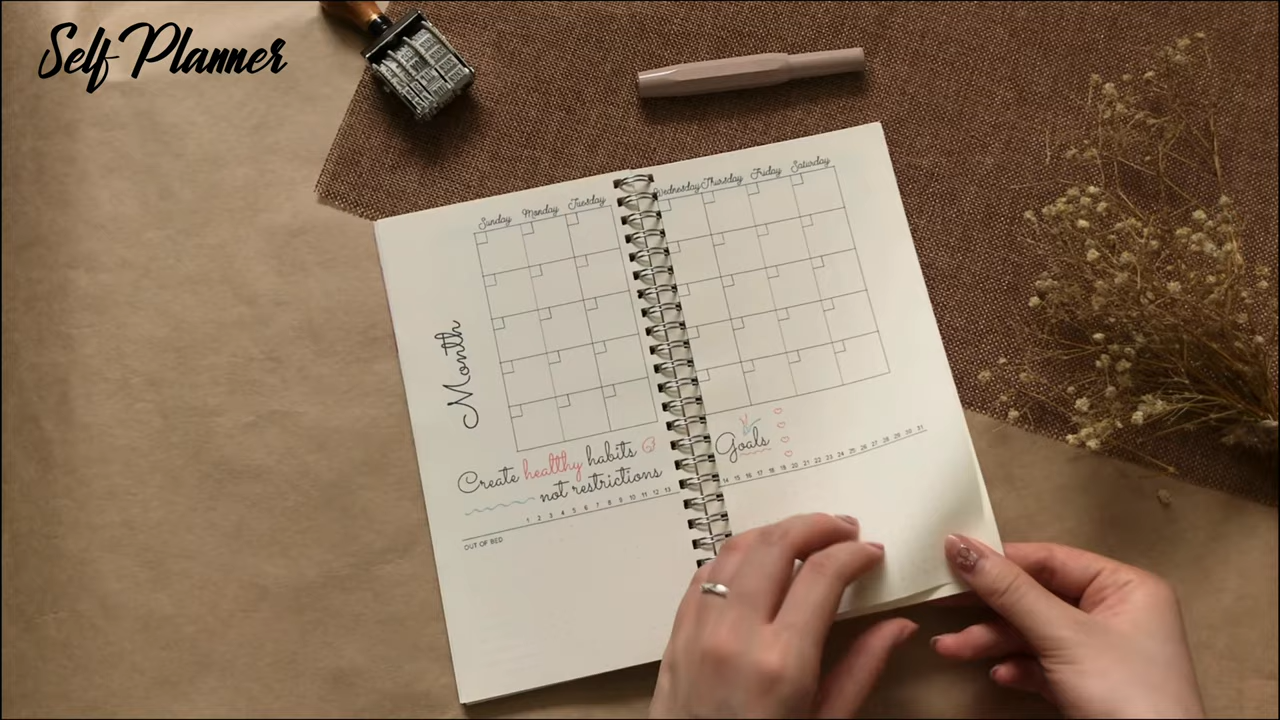 Self Planner
Sunday Monday Tuesday Wednesday Thursday Friday Saturday
Month
Create healthy habits
not restrictions
Goals
1 2 3 4 5 6 7 8 9 10 11 12 13 14 15 16 17 18 19 20 21 22 23 24 25 26 27 28 29 30 31
OUT OF BED